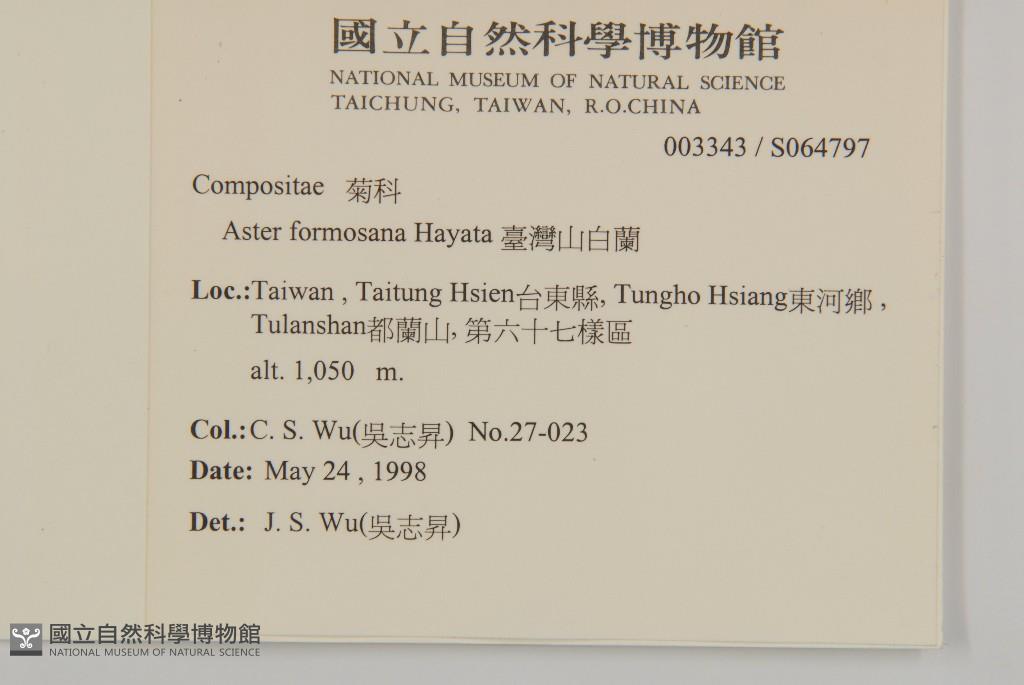 國立自然科學博物館
NATIONAL MUSEUM OF NATURAL SCIENCE
TAICHUNG, TAIWAN, R.O.CHINA
003343 / S064797
Compositae 菊科
Aster formosana Hayata 臺灣山白蘭
Loc.:Taiwan , Taitung Hsien台東縣, Tungho Hsiang東河鄉 ,
Tulanshan都蘭山, 第六十七樣區
alt. 1,050 m.
Col.: C. S. Wu(吳志昇) No.27-023
Date: May 24 , 1998
Det.: J. S. Wu(吳志昇)
國立自然科學博物館
NATIONAL MUSEUM OF NATURAL SCIENCE